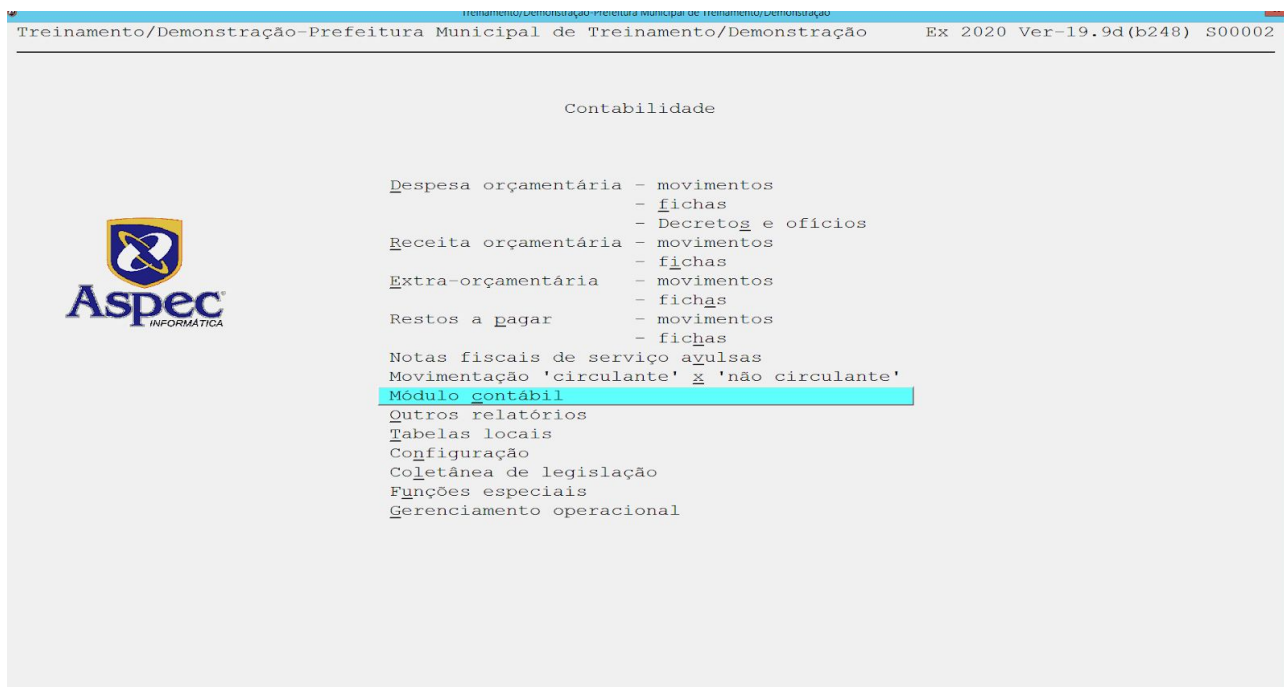 Treinamento/Demonstração-Prefeitura Municipal de Treinamento/Demonstração
Treinamento/Demonstração-Prefeitura Municipal de Treinamento/Demonstração Ex 2020 Ver-19.9d(b248) S00002
Contabilidade
Despesa orçamentária - movimentos
- fichas
- Decretos e ofícios
Receita orçamentária - movimentos
- fichas
Extra-orçamentária - movimentos
- fichas
Restos a pagar - movimentos
- fichas
Notas fiscais de serviço avulsas
Movimentação 'circulante' x 'não circulante'
Módulo contábil
Outros relatórios
Tabelas locais
Configuração
Coletânea de legislação
Funções especiais
Gerenciamento operacional
Aspec
INFORMÁTICA